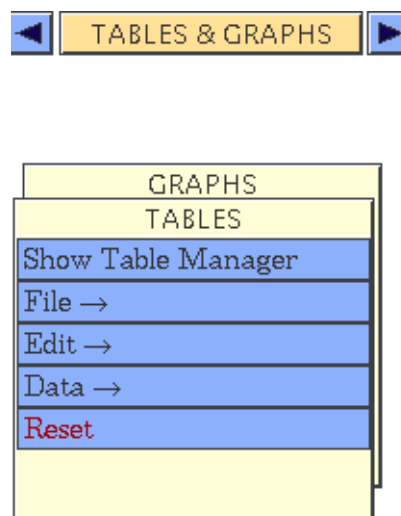 TABLES & GRAPHS
GRAPHS
TABLES
Show Table Manager
File →
Edit →
Data →
Reset